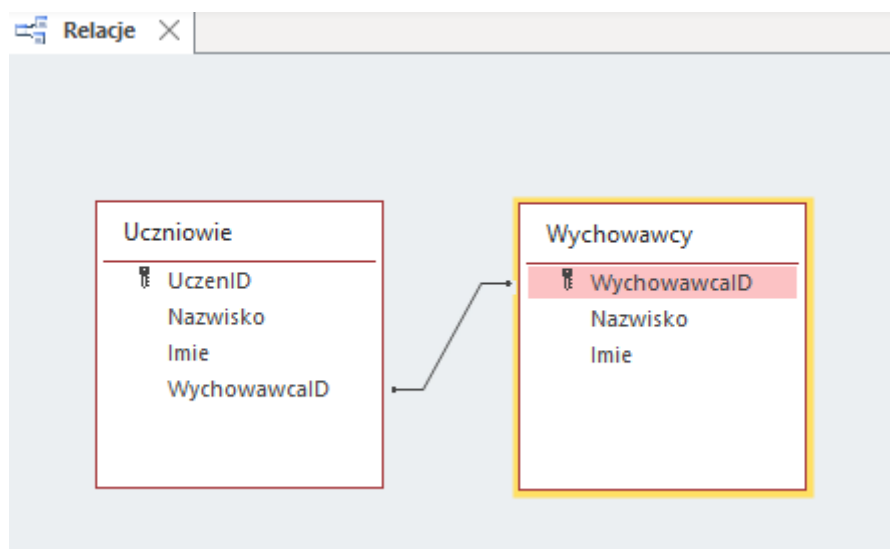 Relacje
Uczniowie
UczenID
Nazwisko
Imie
WychowawcaID
Wychowawcy
WychowawcaID
Nazwisko
Imie